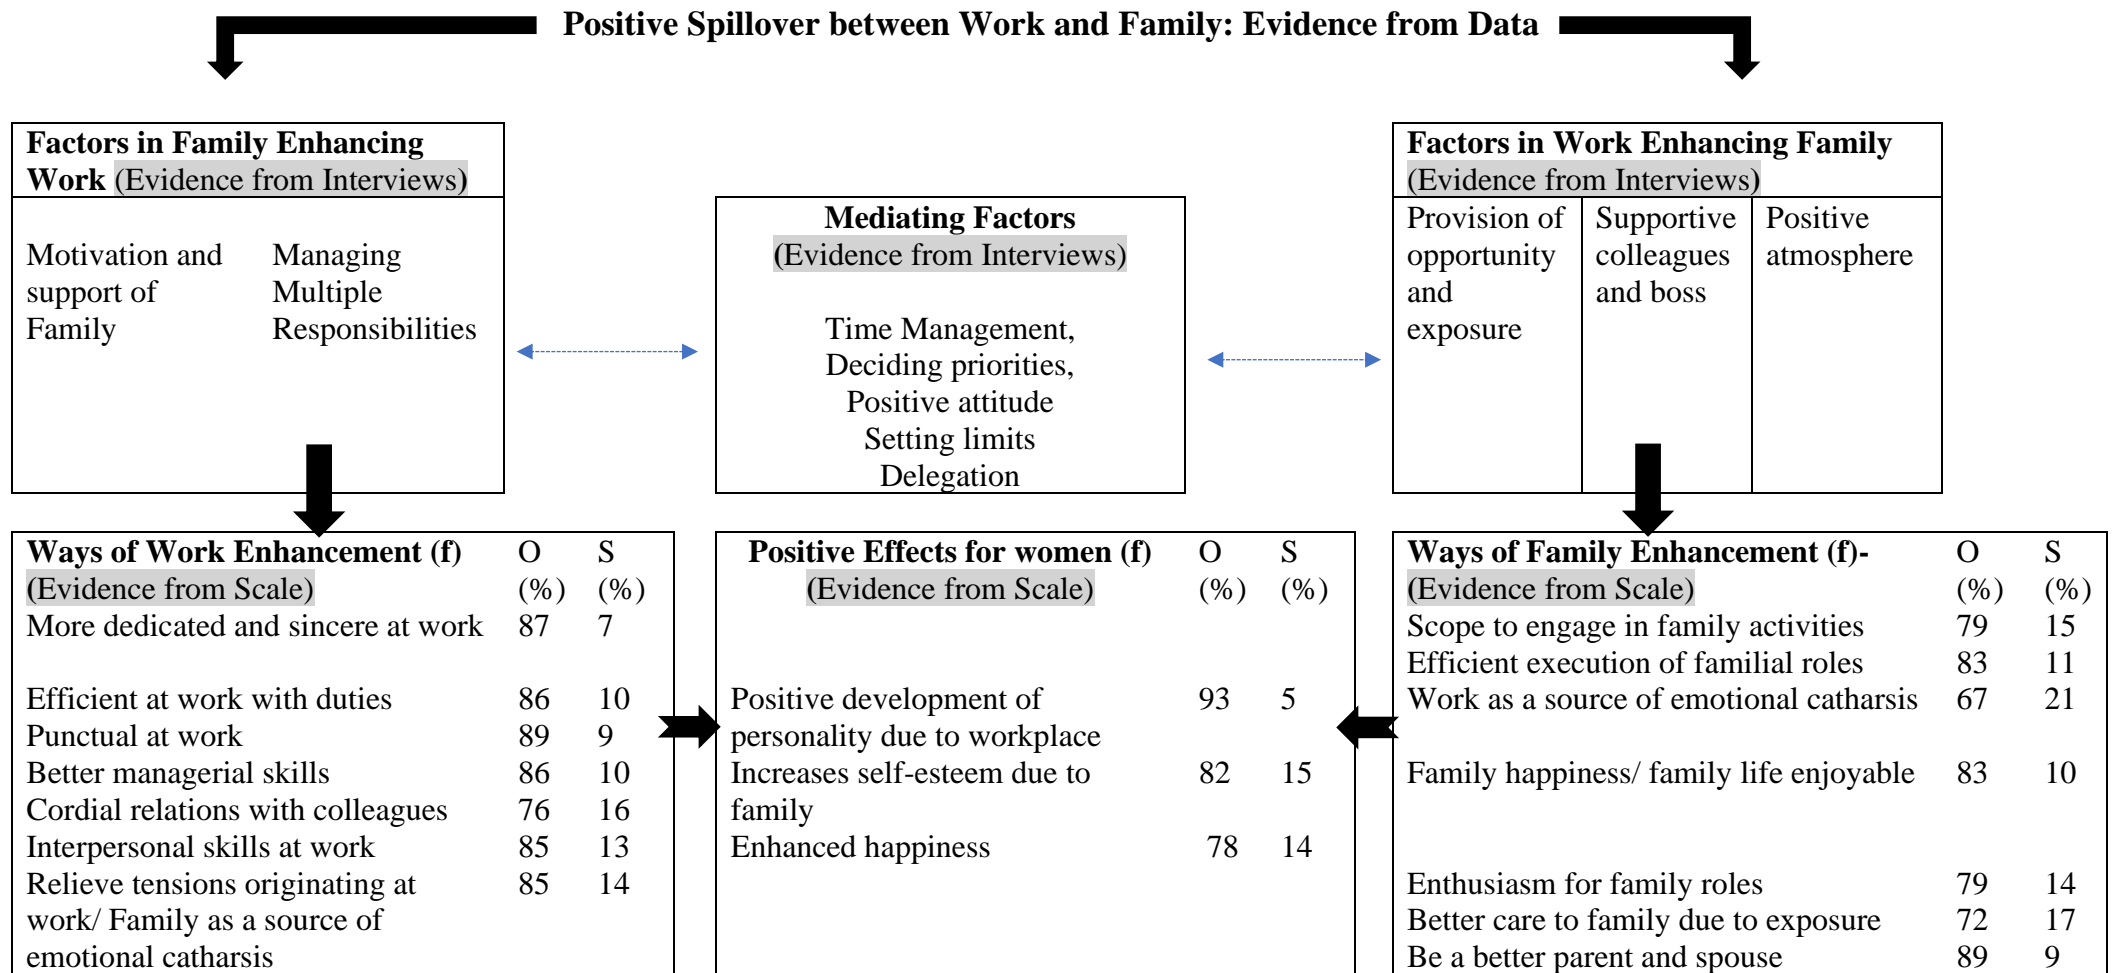 Positive Spillover between Work and Family: Evidence from Data
Factors in Family Enhancing
Work (Evidence from Interviews)
Motivation and
support of
Family
Managing
Multiple
Responsibilities
Mediating Factors
(Evidence from Interviews)
Time Management,
Deciding priorities,
Positive attitude
Setting limits
Delegation
Factors in Work Enhancing Family
(Evidence from Interviews)
Provision of
opportunity
and
exposure
Supportive
colleagues
and boss
Positive
atmosphere
Ways of Work Enhancement (f) O S
(Evidence from Scale) (%) (%)
More dedicated and sincere at work 87 7
Efficient at work with duties 86 10
Punctual at work 89 9
Better managerial skills 86 10
Cordial relations with colleagues 76 16
Interpersonal skills at work 85 13
Relieve tensions originating at 85 14
work/ Family as a source of
emotional catharsis
Positive Effects for women (f) O S
(Evidence from Scale) (%) (%)
Positive development of 93 5
personality due to workplace
Increases self-esteem due to 82 15
family
Enhanced happiness 78 14
Ways of Family Enhancement (f)- O S
(Evidence from Scale) (%) (%)
Scope to engage in family activities 79 15
Efficient execution of familial roles 83 11
Work as a source of emotional catharsis 67 21
Family happiness/ family life enjoyable 83 10
Enthusiasm for family roles 79 14
Better care to family due to exposure 72 17
Be a better parent and spouse 89 9